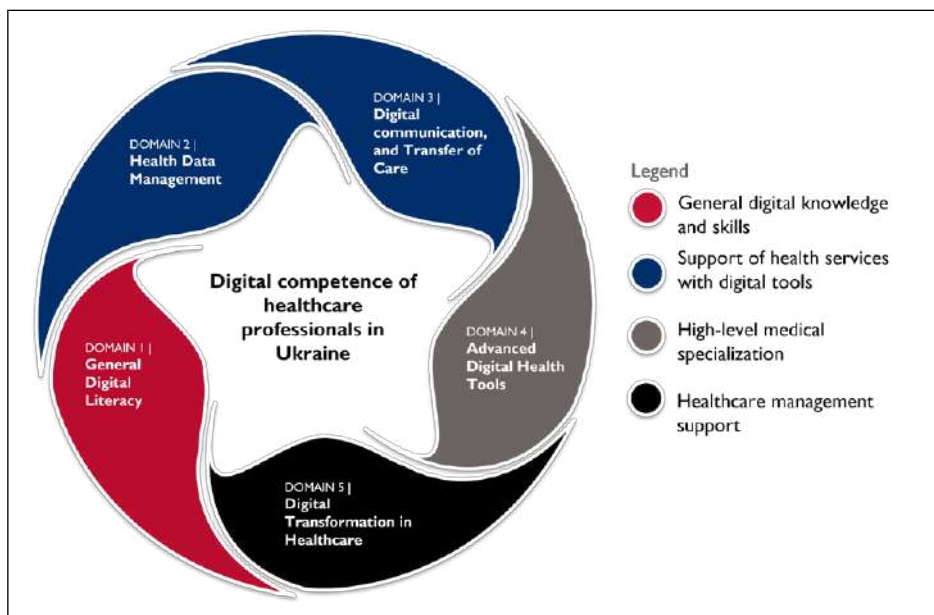 DOMAIN 3 |
Digital
communication,
and Transfer of
Care
DOMAIN 2 |
Health Data
Management
Legend
General digital knowledge
and skills
Support of health services
with digital tools
High-level medical
specialization
Healthcare management
support
Digital competence of
healthcare
professionals in
Ukraine
DOMAIN 4 |
Advanced
Digital Health
Tools
DOMAIN 1 |
General
Digital
Literacy
DOMAIN 5 |
Digital
Transformation in
Healthcare